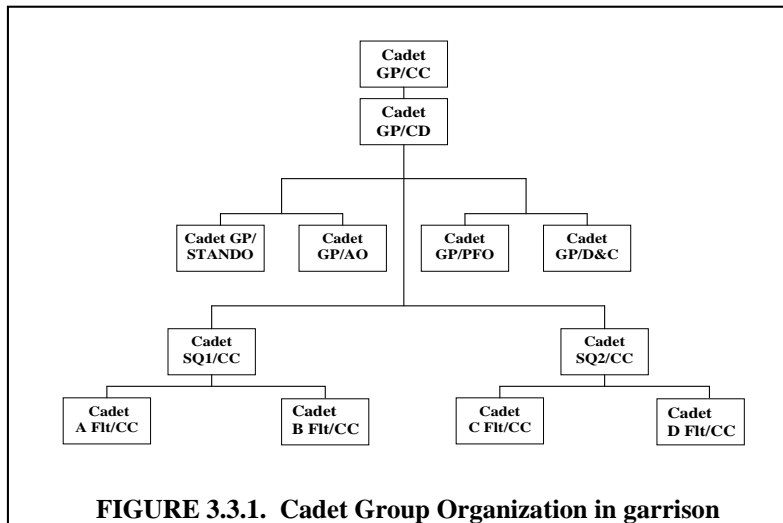 Cadet
GP/CC
Cadet
GP/CD
Cadet GP/
STANDO
Cadet
GP/AO
Cadet
GP/PFO
Cadet
GP/D&C
Cadet
SQ1/CC
Cadet
SQ2/CC
Cadet
A Flt/CC
Cadet
B Flt/CC
Cadet
C Flt/CC
Cadet
D Flt/CC
FIGURE 3.3.1. Cadet Group Organization in garrison